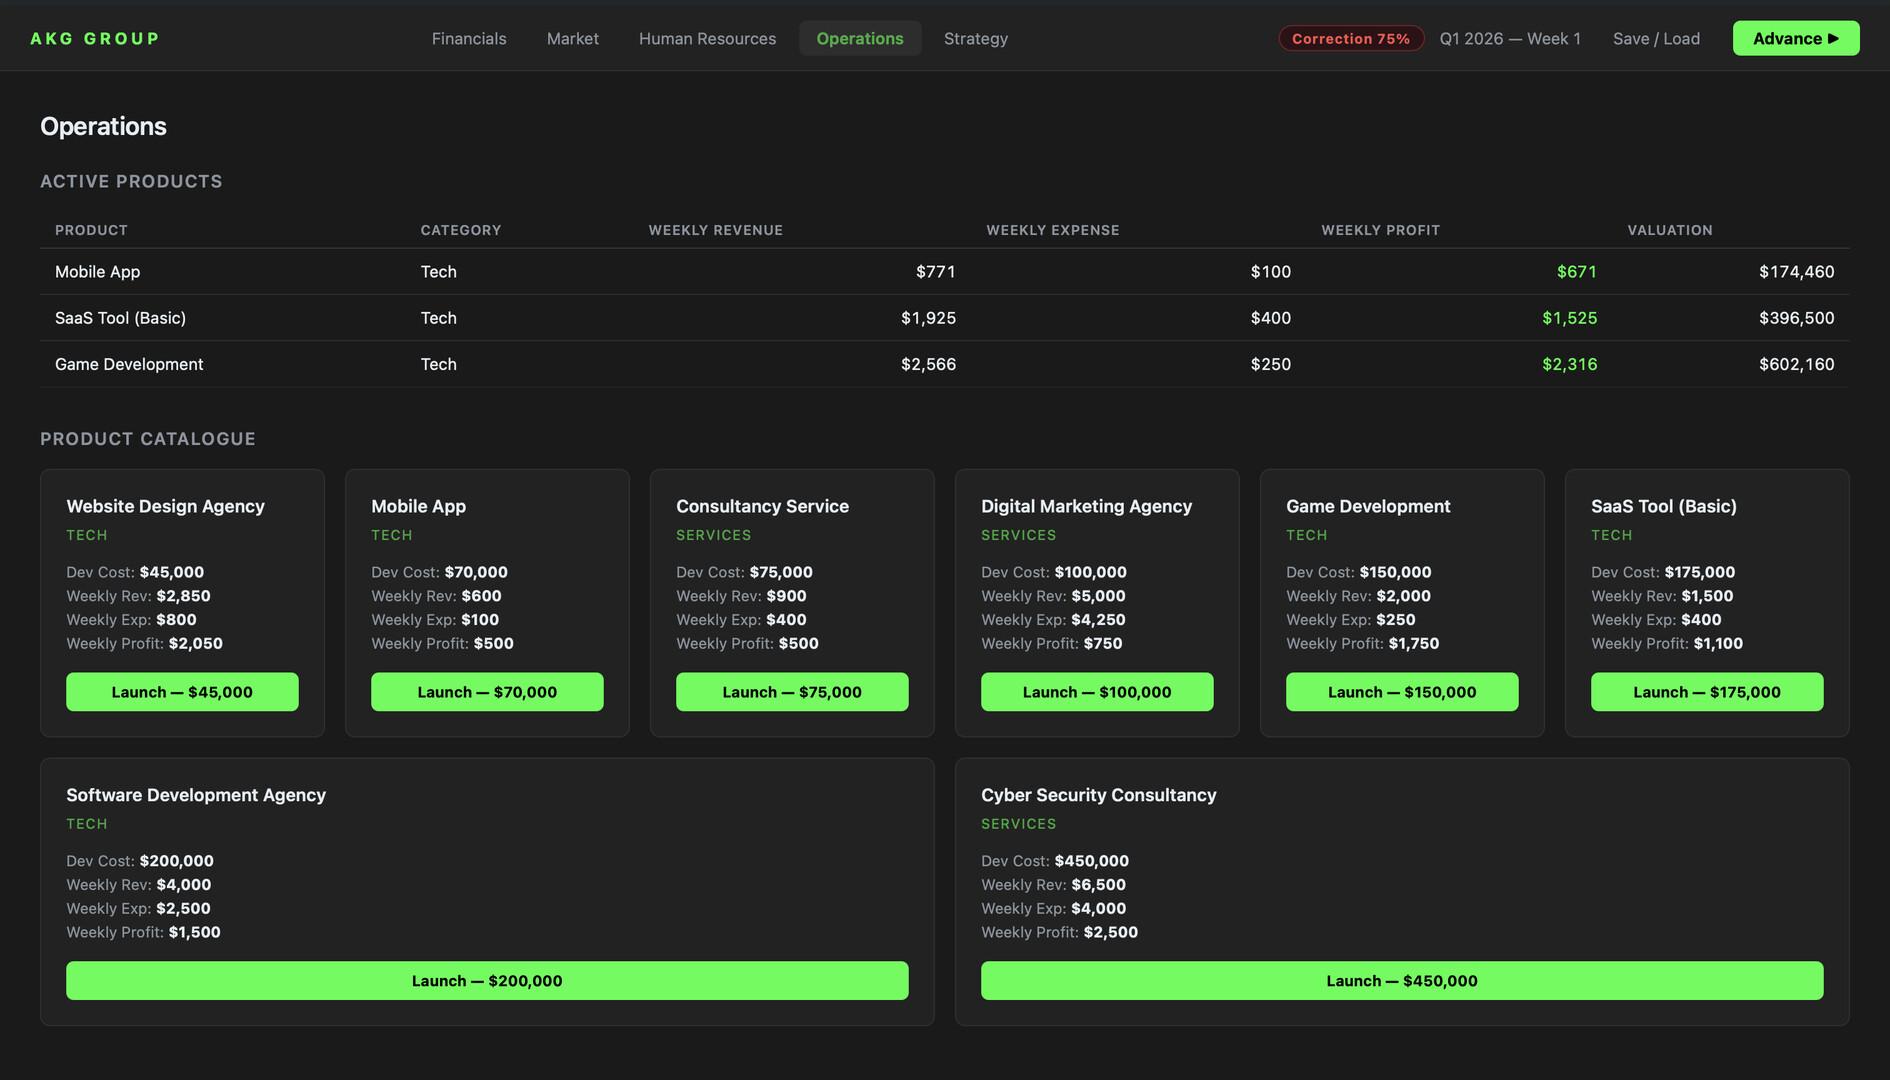 AKG GROUP
Financials
Market
Human Resources
Operations
Strategy
Correction 75%
Q1 2026 — Week 1
Save / Load
Advance ▶
Operations
ACTIVE PRODUCTS
PRODUCT CATEGORY WEEKLY REVENUE WEEKLY EXPENSE WEEKLY PROFIT VALUATION
Mobile App Tech $771 $100 $671 $174,460
SaaS Tool (Basic) Tech $1,925 $400 $1,525 $396,500
Game Development Tech $2,566 $250 $2,316 $602,160
PRODUCT CATALOGUE
Website Design Agency
TECH
Dev Cost: $45,000
Weekly Rev: $2,850
Weekly Exp: $800
Weekly Profit: $2,050
Launch — $45,000
Mobile App
TECH
Dev Cost: $70,000
Weekly Rev: $600
Weekly Exp: $100
Weekly Profit: $500
Launch — $70,000
Consultancy Service
SERVICES
Dev Cost: $75,000
Weekly Rev: $900
Weekly Exp: $400
Weekly Profit: $500
Launch — $75,000
Digital Marketing Agency
SERVICES
Dev Cost: $100,000
Weekly Rev: $5,000
Weekly Exp: $4,250
Weekly Profit: $750
Launch — $100,000
Game Development
TECH
Dev Cost: $150,000
Weekly Rev: $2,000
Weekly Exp: $250
Weekly Profit: $1,750
Launch — $150,000
SaaS Tool (Basic)
TECH
Dev Cost: $175,000
Weekly Rev: $1,500
Weekly Exp: $400
Weekly Profit: $1,100
Launch — $175,000
Software Development Agency
TECH
Dev Cost: $200,000
Weekly Rev: $4,000
Weekly Exp: $2,500
Weekly Profit: $1,500
Launch — $200,000
Cyber Security Consultancy
SERVICES
Dev Cost: $450,000
Weekly Rev: $6,500
Weekly Exp: $4,000
Weekly Profit: $2,500
Launch — $450,000